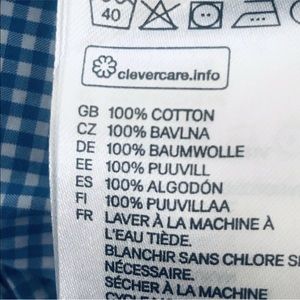 40
clevercare.info
GB 100% COTTON
CZ 100% BAVLNA
DE 100% BAUMWOLLE
EE 100% PUUVILL
ES 100% ALGODÓN
FI 100% PUUVILLAA
FR LAVER À LA MACHINE À
L'EAU TIÈDE.
BLANCHIR SANS CHLORE SI
NÉCESSAIRE.
SÉCHER À LA MACHINE